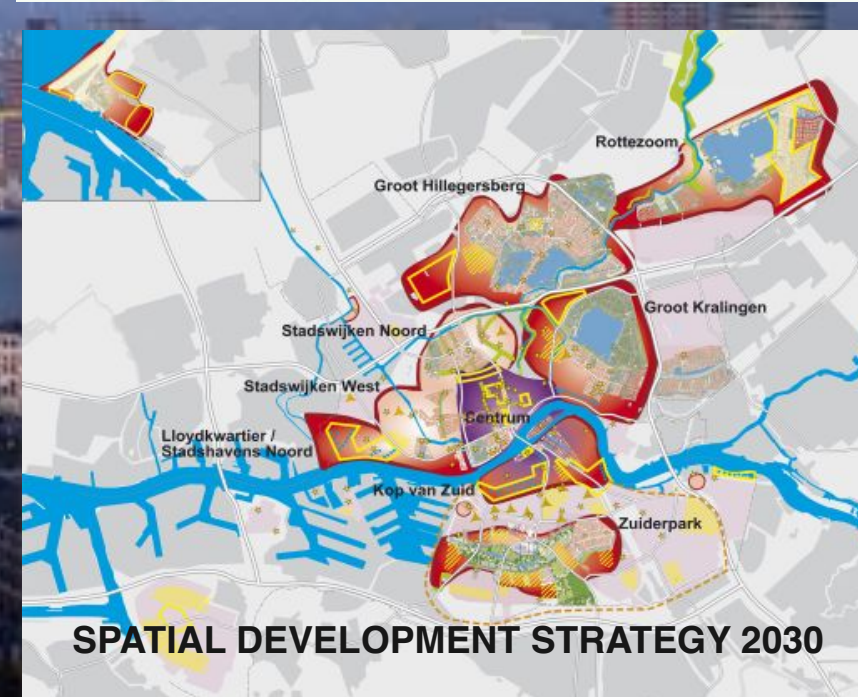 Rottezoom
Groot Hillegersberg
Groot Kralingen
Stadswijken Noord
Stadswijken West
Centrum
Lloydkwartier /
Stadshavens Noord
Kop van Zuid
Zuiderpark
SPATIAL DEVELOPMENT STRATEGY 2030